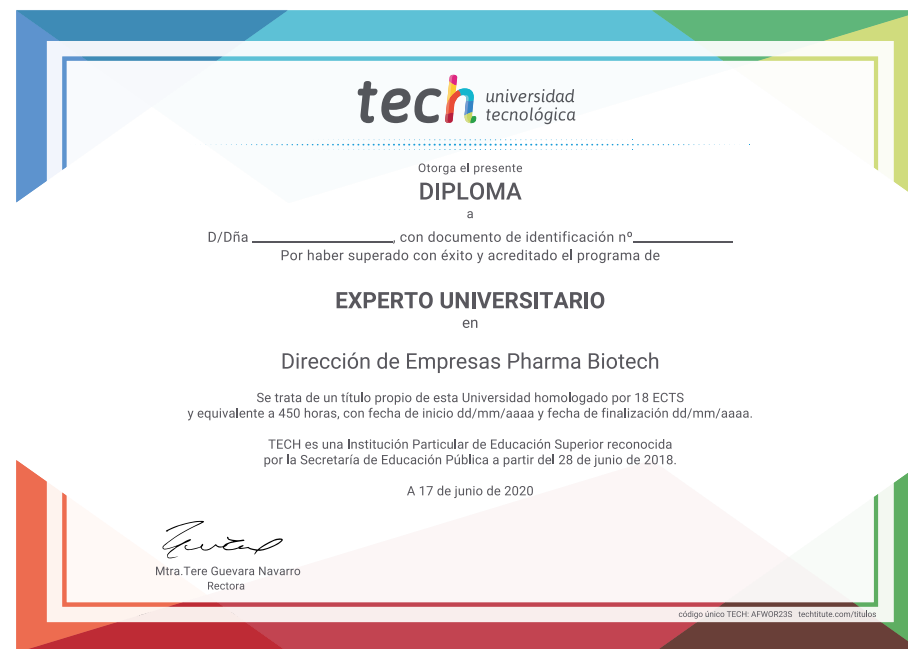 tech universidad tecnológica
Otorga el presente
DIPLOMA
a
D/Dña ____________________, con documento de identificación nº______________
Por haber superado con éxito y acreditado el programa de
EXPERTO UNIVERSITARIO
en
Dirección de Empresas Pharma Biotech
Se trata de un título propio de esta Universidad homologado por 18 ECTS
y equivalente a 450 horas, con fecha de inicio dd/mm/aaaa y fecha de finalización dd/mm/aaaa.
TECH es una Institución Particular de Educación Superior reconocida
por la Secretaría de Educación Pública a partir del 28 de junio de 2018.
A 17 de junio de 2020
Mtra.Tere Guevara Navarro
Rectora
código único TECH: AFWOR23S techtitute.com/titulos